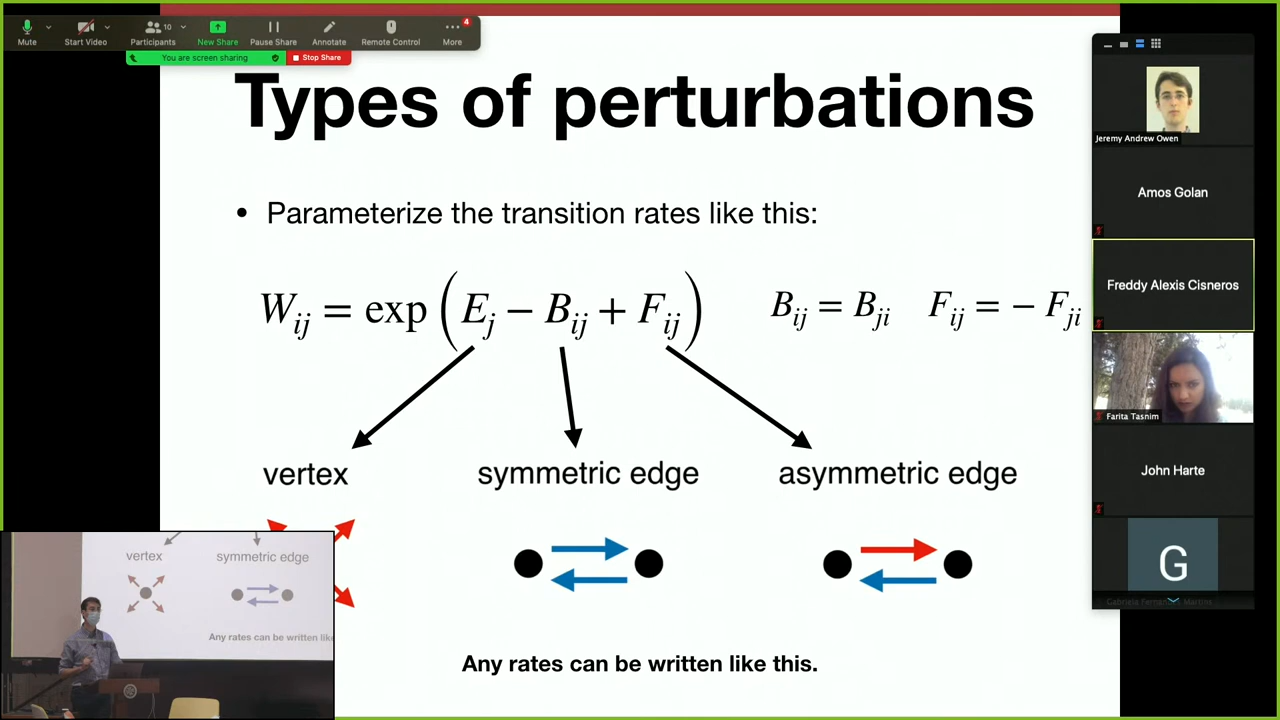 Mute
Start Video
10
Participants
New Share
Pause Share
Annotate
Remote Control
4
More
You are screen sharing
Stop Share
Types of perturbations
• Parameterize the transition rates like this:
W_ij = exp (E_j − B_ij + F_ij) B_ij = B_ji F_ij = − F_ji
vertex
symmetric edge
asymmetric edge
Any rates can be written like this.
vertex
symmetric edge
Any rates can be written like
Jeremy Andrew Owen
Amos Golan
Freddy Alexis Cisneros
Farita Tasnim
John Harte
G